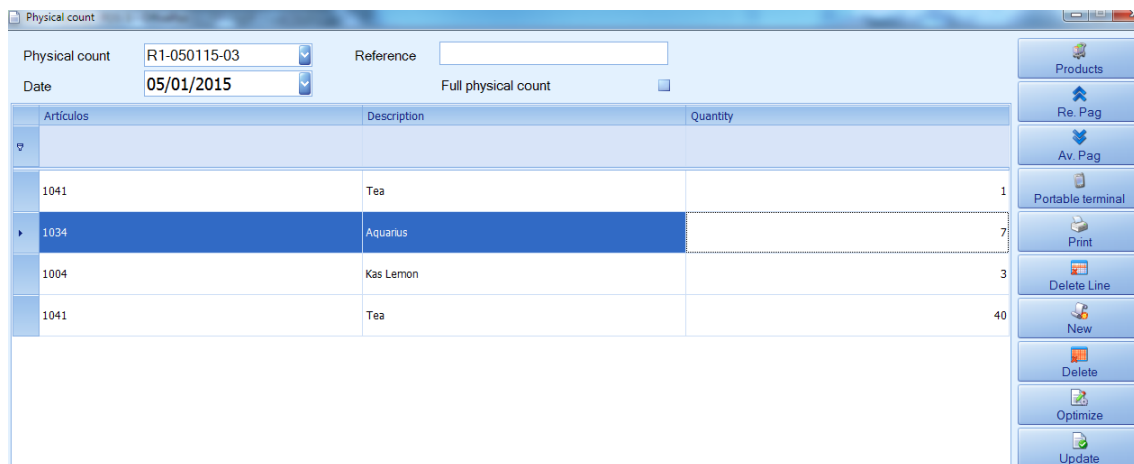 Physical count
Physical count R1-050115-03 Reference
Date 05/01/2015 Full physical count
Artículos Description Quantity
1041 Tea 1
1034 Aquarius 7
1004 Kas Lemon 3
1041 Tea 40
Products
Re. Pag
Av. Pag
Portable terminal
Print
Delete Line
New
Delete
Optimize
Update